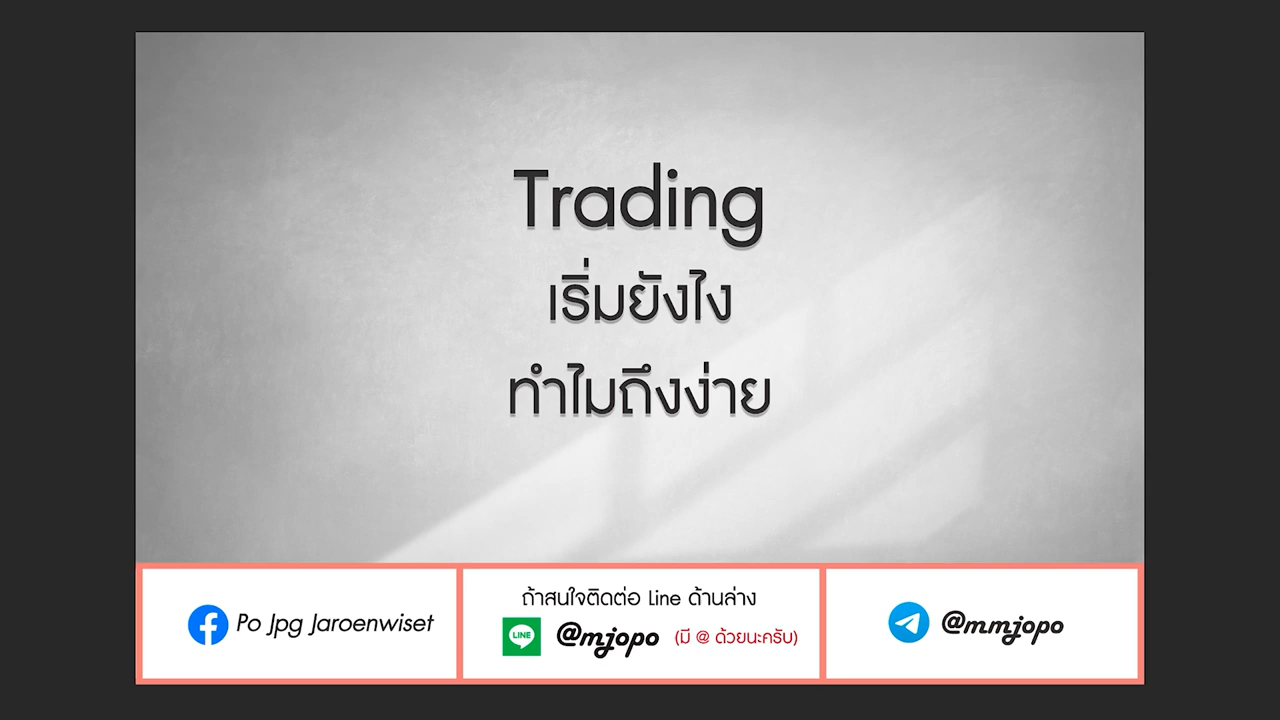 Trading
เริ่มยังไง
ทำไมถึงง่าย
Po Jpg Jaroenwiset
ถ้าสนใจติดต่อ Line ด้านล่าง
LINE @mjopo (มี @ ด้วยนะครับ)
@mmjopo